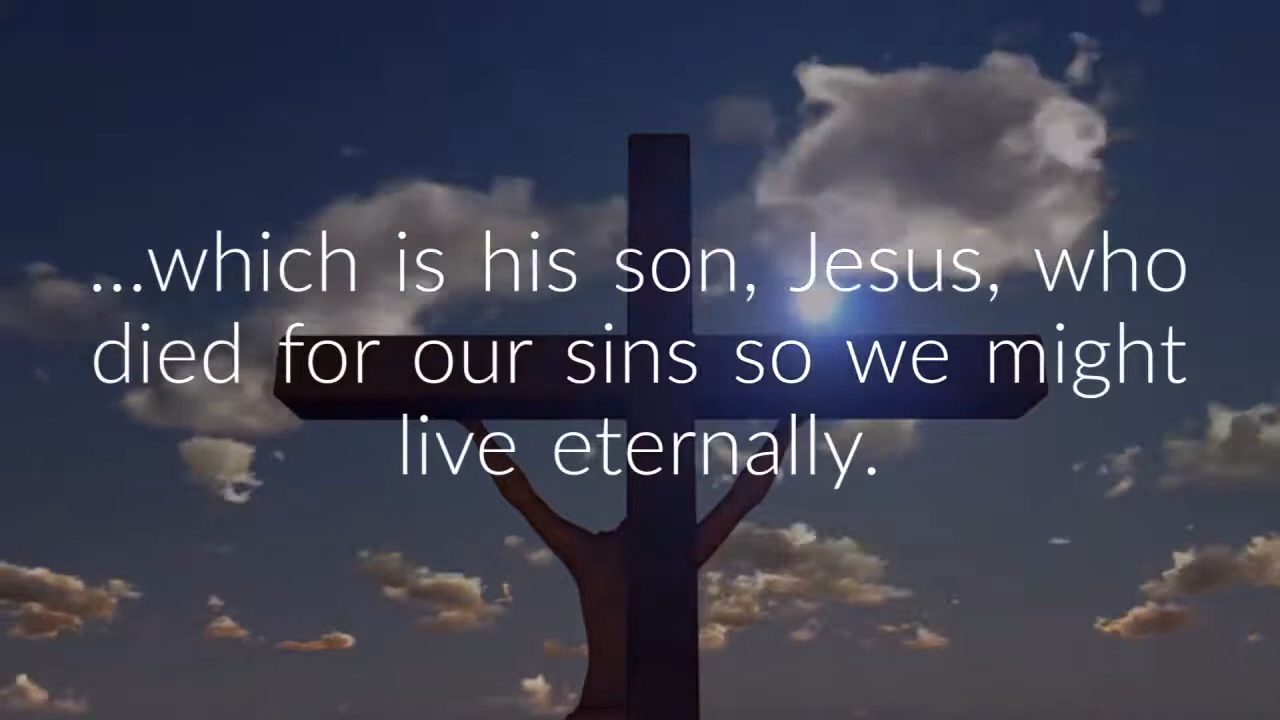 ...which is his son, Jesus, who
died for our sins so we might
live eternally.